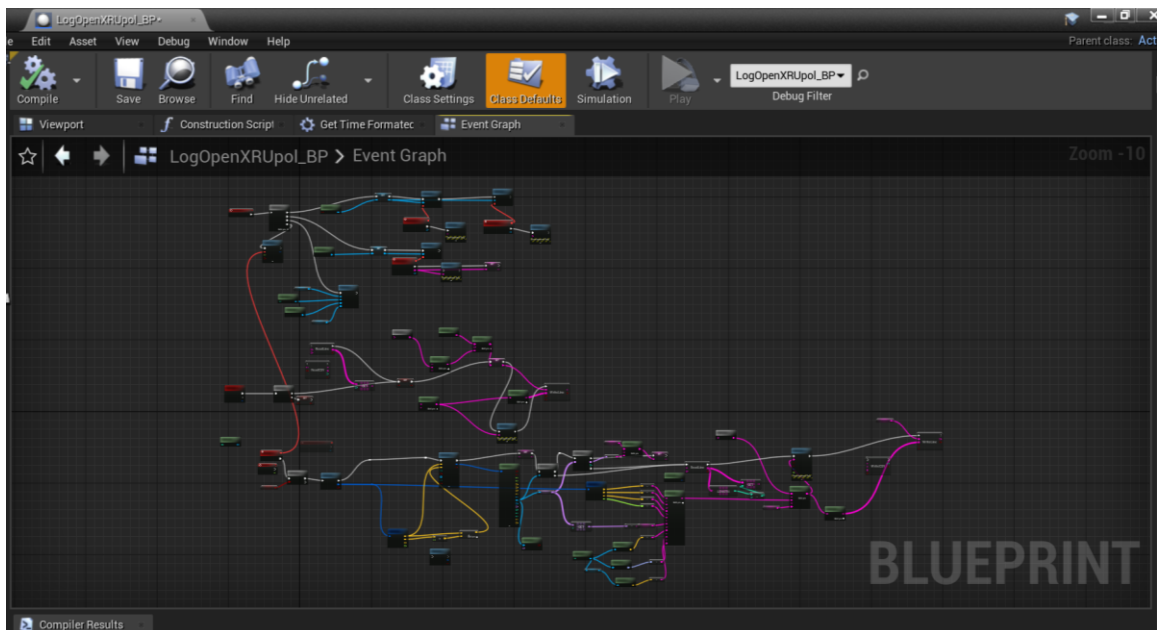 LogOpenXRUpol_BP*
e Edit Asset View Debug Window Help
Parent class: Act
Compile Save Browse Find Hide Unrelated Class Settings Class Defaults Simulation Play
LogOpenXRUpol_BP
Debug Filter
Viewport Construction Script Get Time Formatec Event Graph
LogOpenXRUpol_BP > Event Graph
Zoom -10
BLUEPRINT
Compiler Results